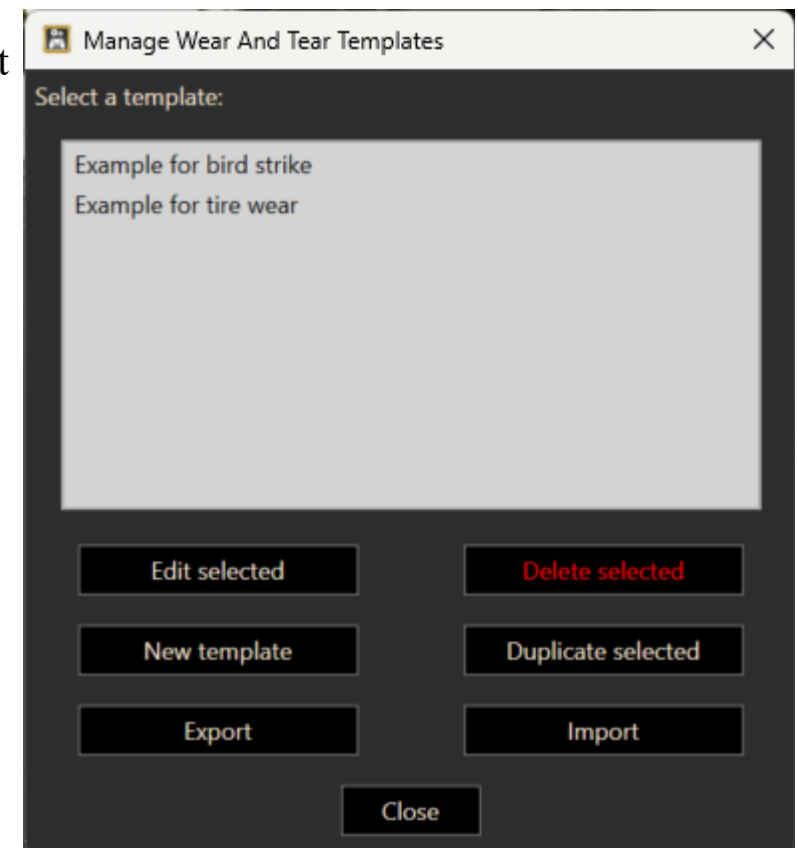 t
Manage Wear And Tear Templates
Select a template:
Example for bird strike
Example for tire wear
Edit selected
Delete selected
New template
Duplicate selected
Export
Import
Close